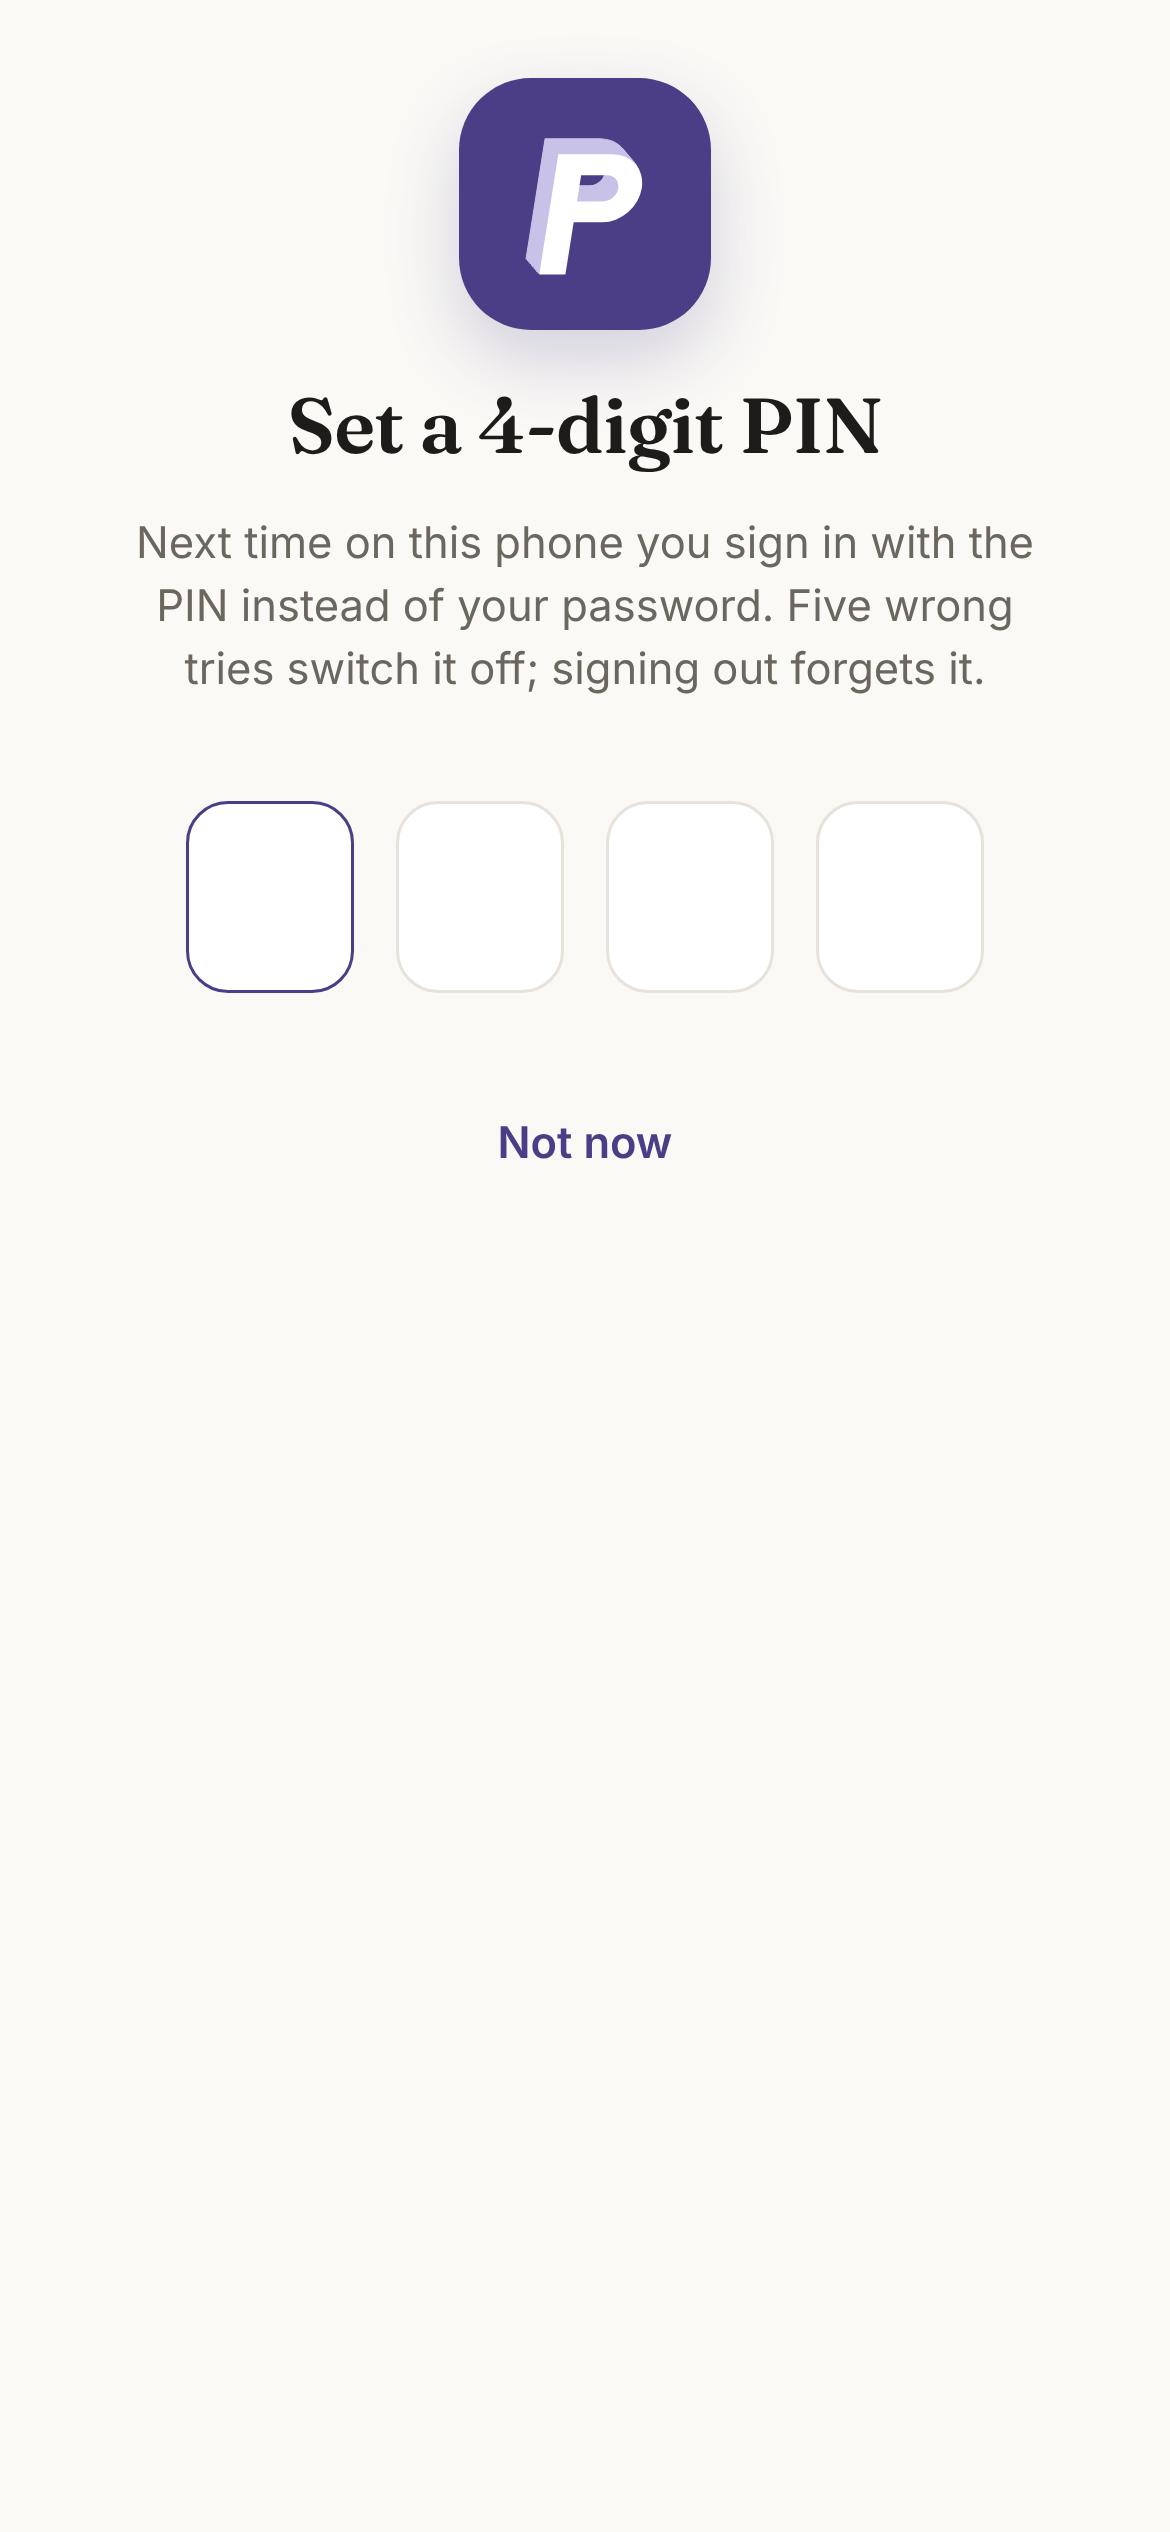 P
Set a 4-digit PIN
Next time on this phone you sign in with the
PIN instead of your password. Five wrong
tries switch it off; signing out forgets it.
Not now